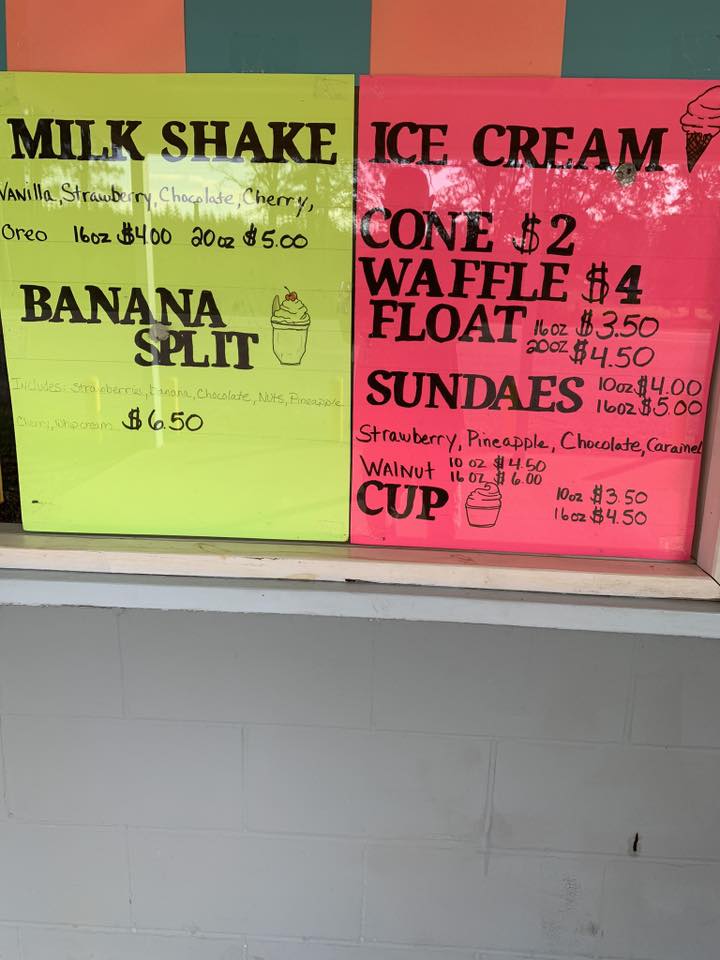 MILK SHAKE
Vanilla, Strawberry, Chocolate, Cherry,
Oreo 16oz $4.00 20oz $5.00
BANANA
SPLIT
Includes: Strawberries, banana, Chocolate, Nuts, Pineapple
Cherry, Whipcream $6.50
ICE CREAM
CONE $2
WAFFLE $4
FLOAT 16oz $3.50
20oz $4.50
SUNDAES 10oz $4.00
16oz $5.00
Strawberry, Pineapple, Chocolate, Caramel
WAlNut 10 oz $4.50
16 oz $6.00
CUP 10oz $3.50
16oz $4.50